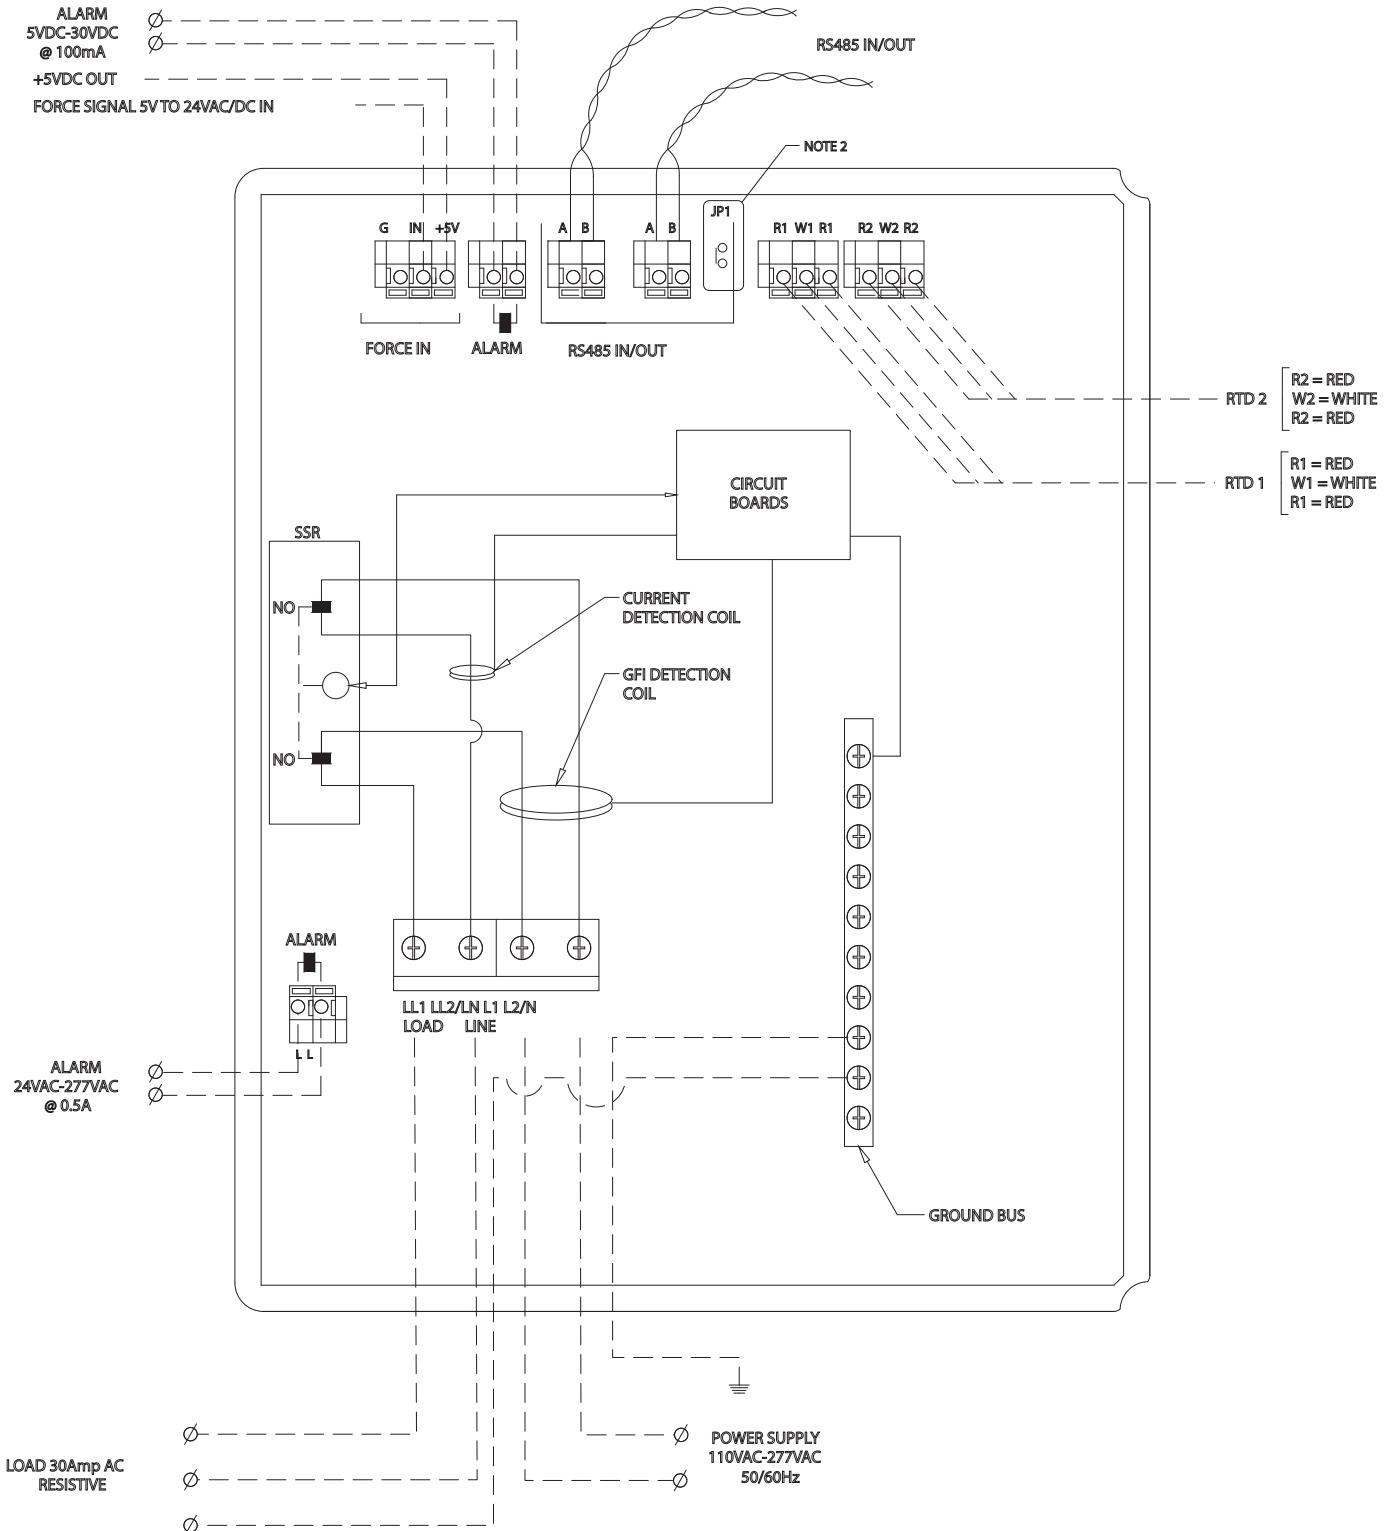 ALARM
5VDC-30VDC
@ 100mA
+5VDC OUT
FORCE SIGNAL 5V TO 24VAC/DC IN
RS485 IN/OUT
NOTE 2
JP1
G IN +5V
A B
A B
R1 W1 R1
R2 W2 R2
FORCE IN
ALARM
RS485 IN/OUT
RTD 2
R2 = RED
W2 = WHITE
R2 = RED
RTD 1
R1 = RED
W1 = WHITE
R1 = RED
CIRCUIT
BOARDS
SSR
NO
NO
CURRENT
DETECTION COIL
GFI DETECTION
COIL
ALARM
L L
LL1 LL2/LN L1 L2/N
LOAD LINE
ALARM
24VAC-277VAC
@ 0.5A
GROUND BUS
LOAD 30Amp AC
RESISTIVE
POWER SUPPLY
110VAC-277VAC
50/60Hz